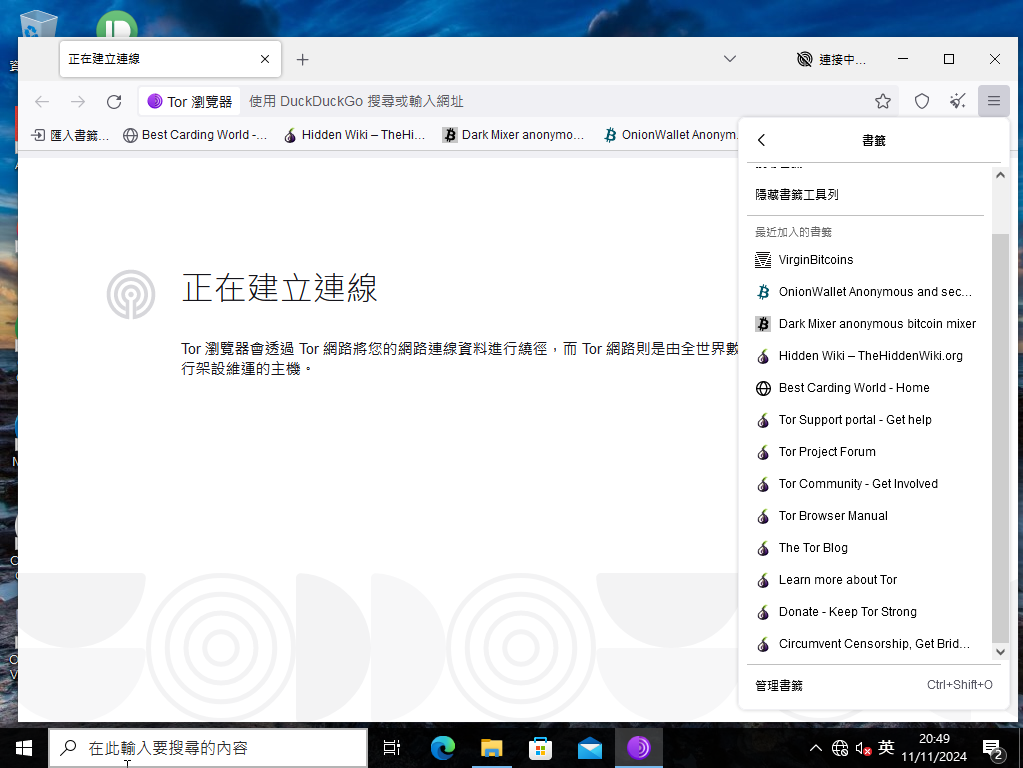 正在建立連線
連接中...
Tor 瀏覽器
使用 DuckDuckGo 搜尋或輸入網址
匯入書籤...
Best Carding World -...
Hidden Wiki – TheHi...
Dark Mixer anonymo...
OnionWallet Anonym
書籤
隱藏書籤工具列
最近加入的書籤
VirginBitcoins
OnionWallet Anonymous and sec...
Dark Mixer anonymous bitcoin mixer
Hidden Wiki – TheHiddenWiki.org
Best Carding World - Home
Tor Support portal - Get help
Tor Project Forum
Tor Community - Get Involved
Tor Browser Manual
The Tor Blog
Learn more about Tor
Donate - Keep Tor Strong
Circumvent Censorship, Get Brid...
管理書籤
Ctrl+Shift+O
正在建立連線
Tor 瀏覽器會透過 Tor 網路將您的網路連線資料進行繞徑，而 Tor 網路則是由全世界數
行架設維運的主機。
在此輸入要搜尋的內容
英
20:49
11/11/2024
2